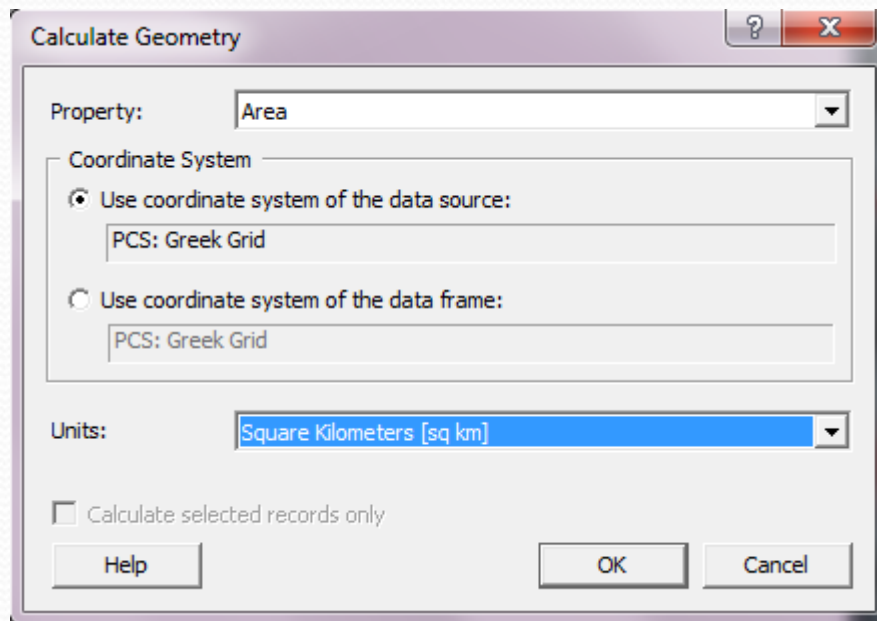 Calculate Geometry
Property:
Area
Coordinate System
Use coordinate system of the data source:
PCS: Greek Grid
Use coordinate system of the data frame:
PCS: Greek Grid
Units:
Square Kilometers [sq km]
Calculate selected records only
Help
OK
Cancel